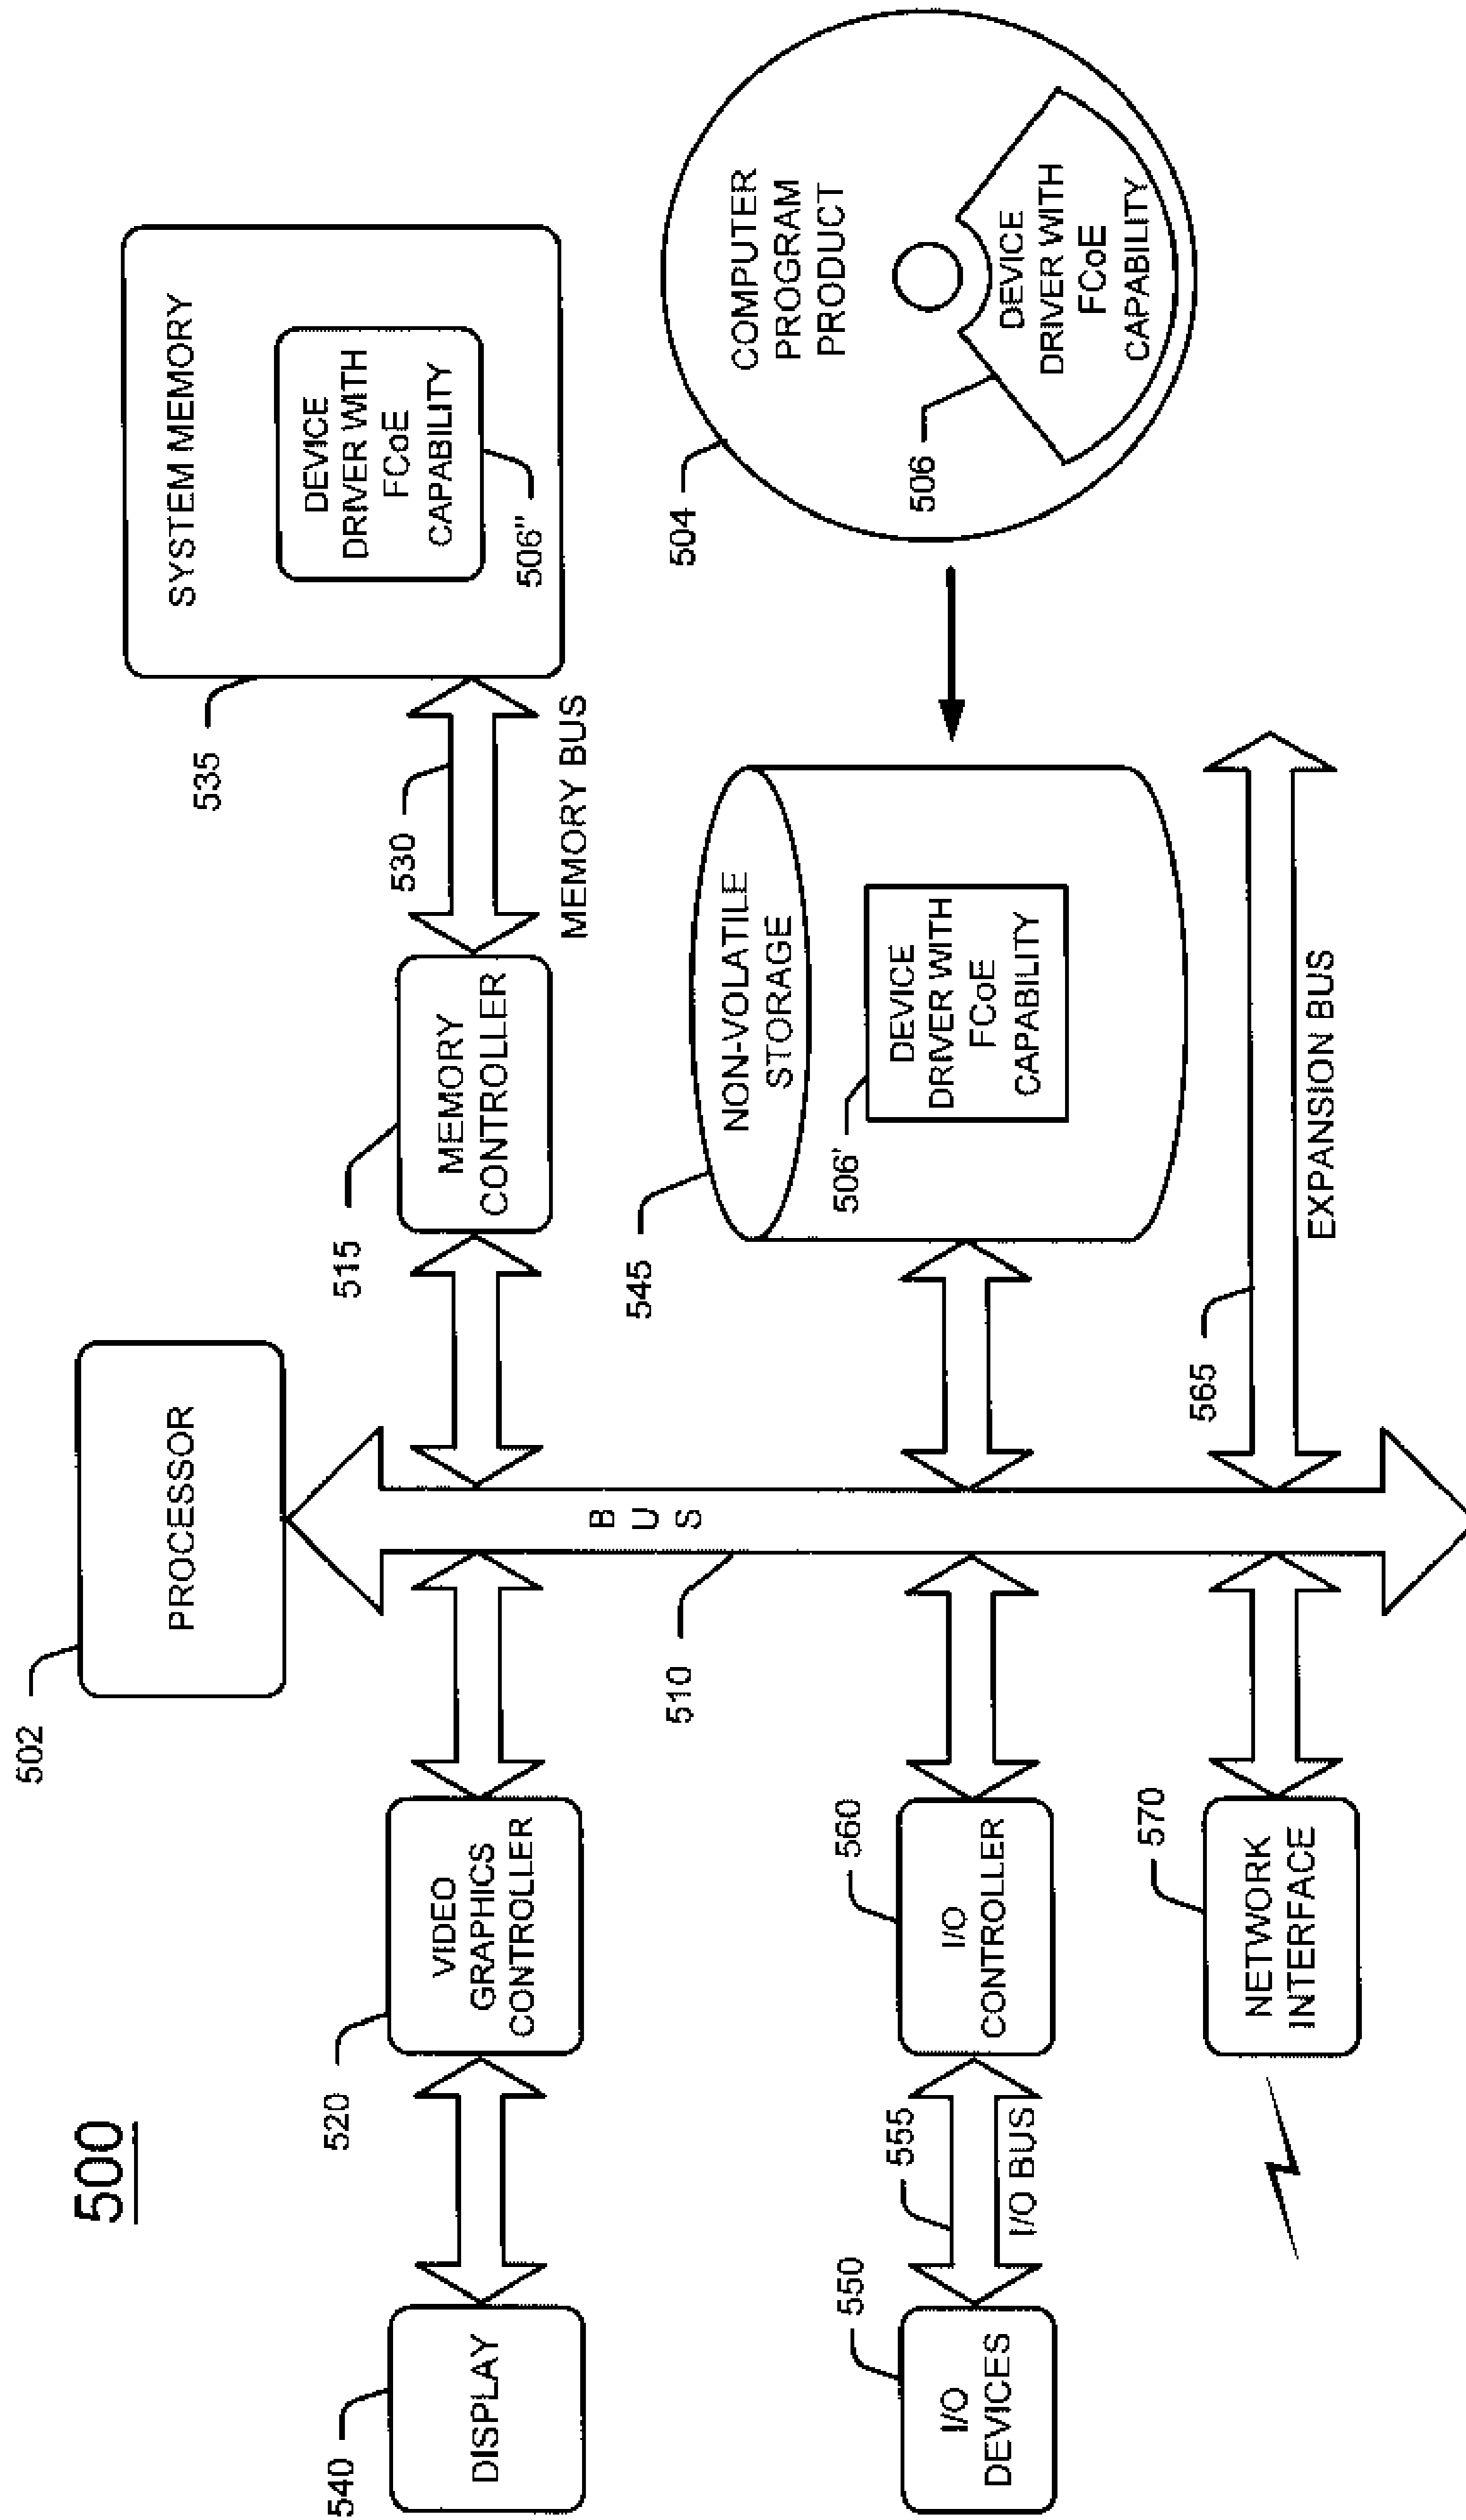 500
502
PROCESSOR
540
DISPLAY
520
VIDEO
GRAPHICS
CONTROLLER
B
U
S
510
515
MEMORY
CONTROLLER
530
MEMORY BUS
535
SYSTEM MEMORY
DEVICE
DRIVER WITH
FCoE
CAPABILITY
506"
550
I/O
DEVICES
555
I/O BUS
560
I/O
CONTROLLER
545
NON-VOLATILE
STORAGE
506'
DEVICE
DRIVER WITH
FCoE
CAPABILITY
504
COMPUTER
PROGRAM
PRODUCT
506
DEVICE
DRIVER WITH
FCoE
CAPABILITY
570
NETWORK
INTERFACE
565
EXPANSION BUS